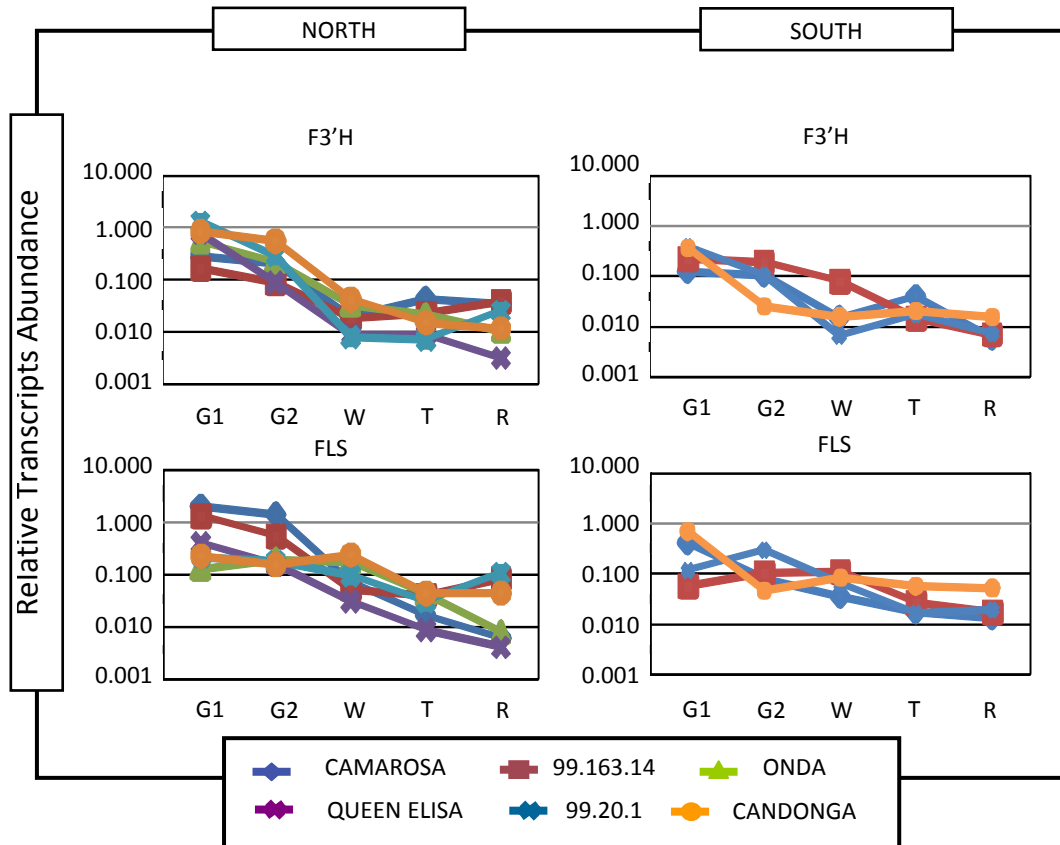 NORTH
SOUTH
Relative Transcripts Abundance
F3'H
10.000
1.000
0.100
0.010
0.001
G1 G2 W T R
F3'H
10.000
1.000
0.100
0.010
0.001
G1 G2 W T R
FLS
10.000
1.000
0.100
0.010
0.001
G1 G2 W T R
FLS
10.000
1.000
0.100
0.010
0.001
G1 G2 W T R
CAMAROSA 99.163.14 ONDA
QUEEN ELISA 99.20.1 CANDONGA